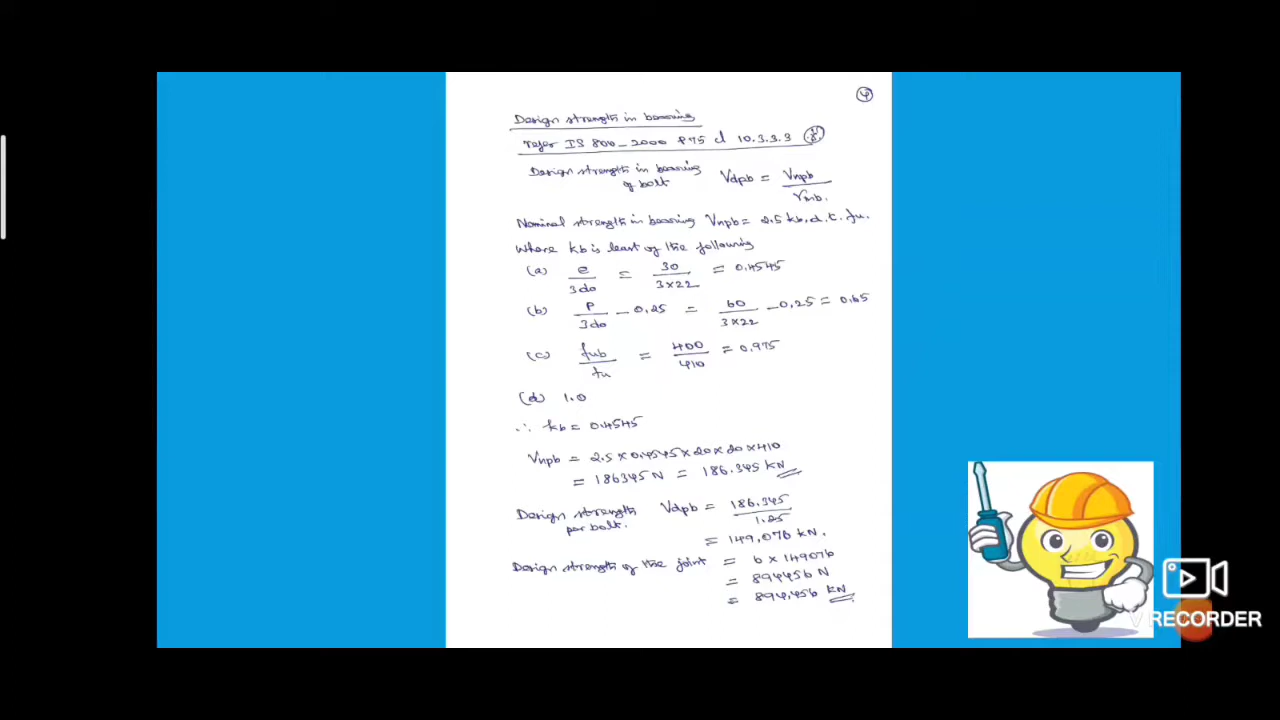 4
Design strength in bearing
refer IS 800-2000 P75 cl 10.3.3.3
Design strength in bearing of bolt Vdpb = Vnpb / γmb.
Nominal strength in bearing Vnpb = 2.5 kb.d.t.fu.
Where kb is least of the following
(a) e / 3do = 30 / 3×22 = 0.4545
(b) P / 3do - 0.25 = 60 / 3×22 - 0.25 = 0.65
(c) fub / fu = 400 / 410 = 0.975
(d) 1.0
∴ kb = 0.4545
Vnpb = 2.5 × 0.4545 × 20 × 20 × 410
= 186345 N = 186.345 KN
Design strength per bolt. Vdpb = 186.345 / 1.25
= 149.076 KN.
Design strength of the joint = 6 × 149076
= 894456 N
= 894.456 KN
V RECORDER